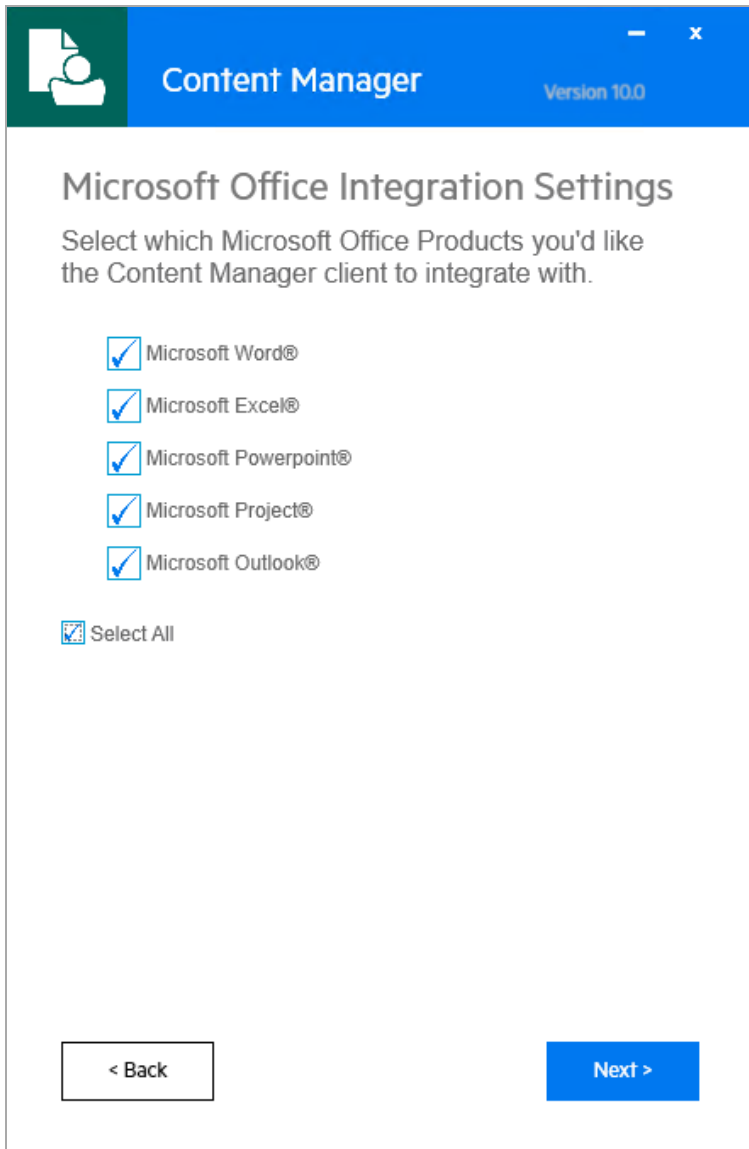 x
Content Manager
Version 10.0
Microsoft Office Integration Settings
Select which Microsoft Office Products you'd like
the Content Manager client to integrate with.
Microsoft Word®
Microsoft Excel®
Microsoft Powerpoint®
Microsoft Project®
Microsoft Outlook®
Select All
< Back
Next >